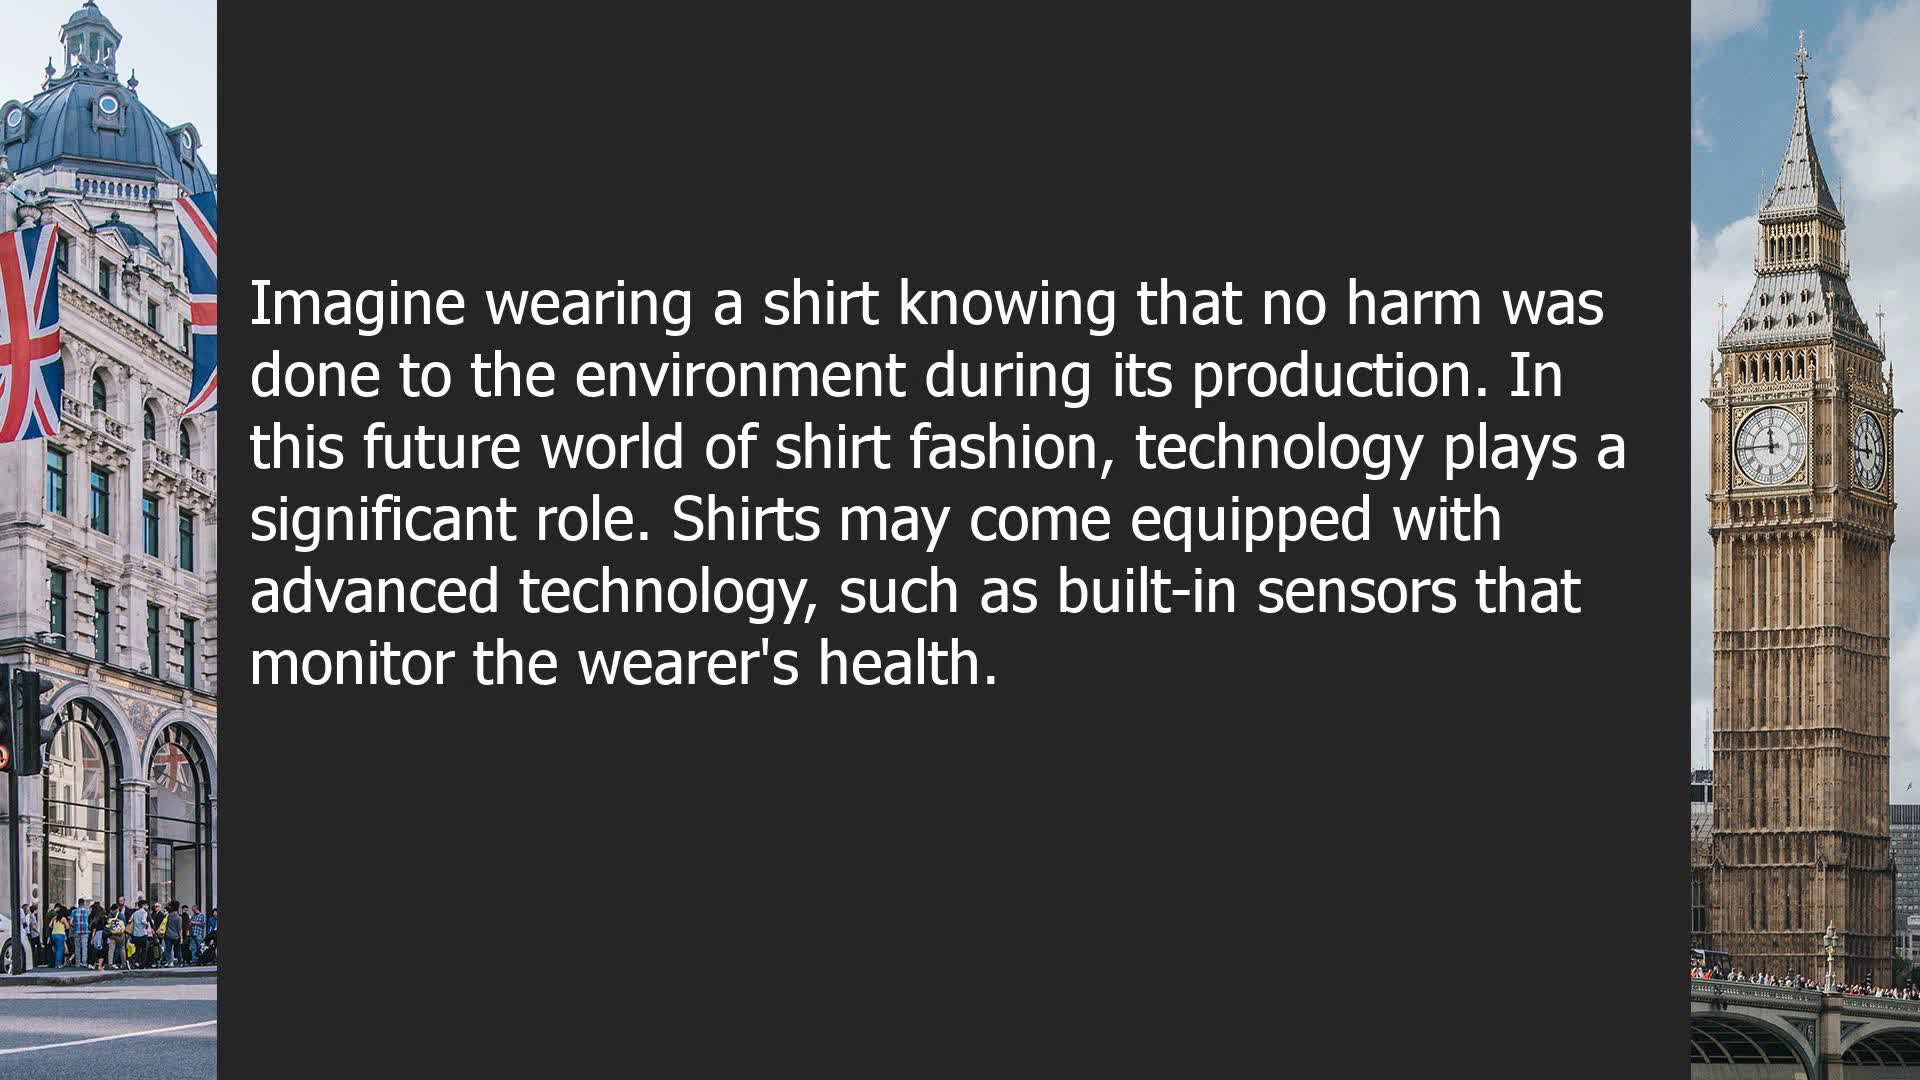 Imagine wearing a shirt knowing that no harm was
done to the environment during its production. In
this future world of shirt fashion, technology plays a
significant role. Shirts may come equipped with
advanced technology, such as built-in sensors that
monitor the wearer's health.